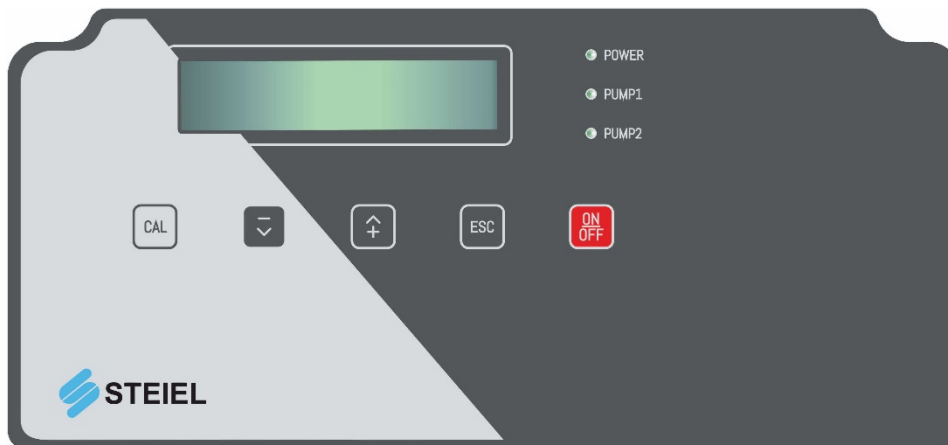 POWER
PUMP1
PUMP2
CAL
ESC
ON
OFF
STEIEL